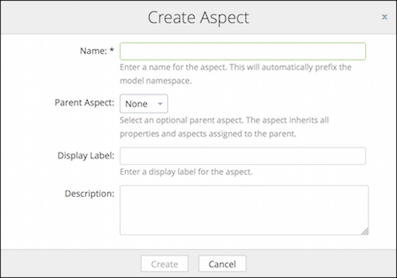 Create Aspect
x
Name: *
Enter a name for the aspect. This will automatically prefix the
model namespace.
Parent Aspect: None
Select an optional parent aspect. The aspect inherits all
properties and aspects assigned to the parent.
Display Label:
Enter a display label for the aspect.
Description:
Create Cancel